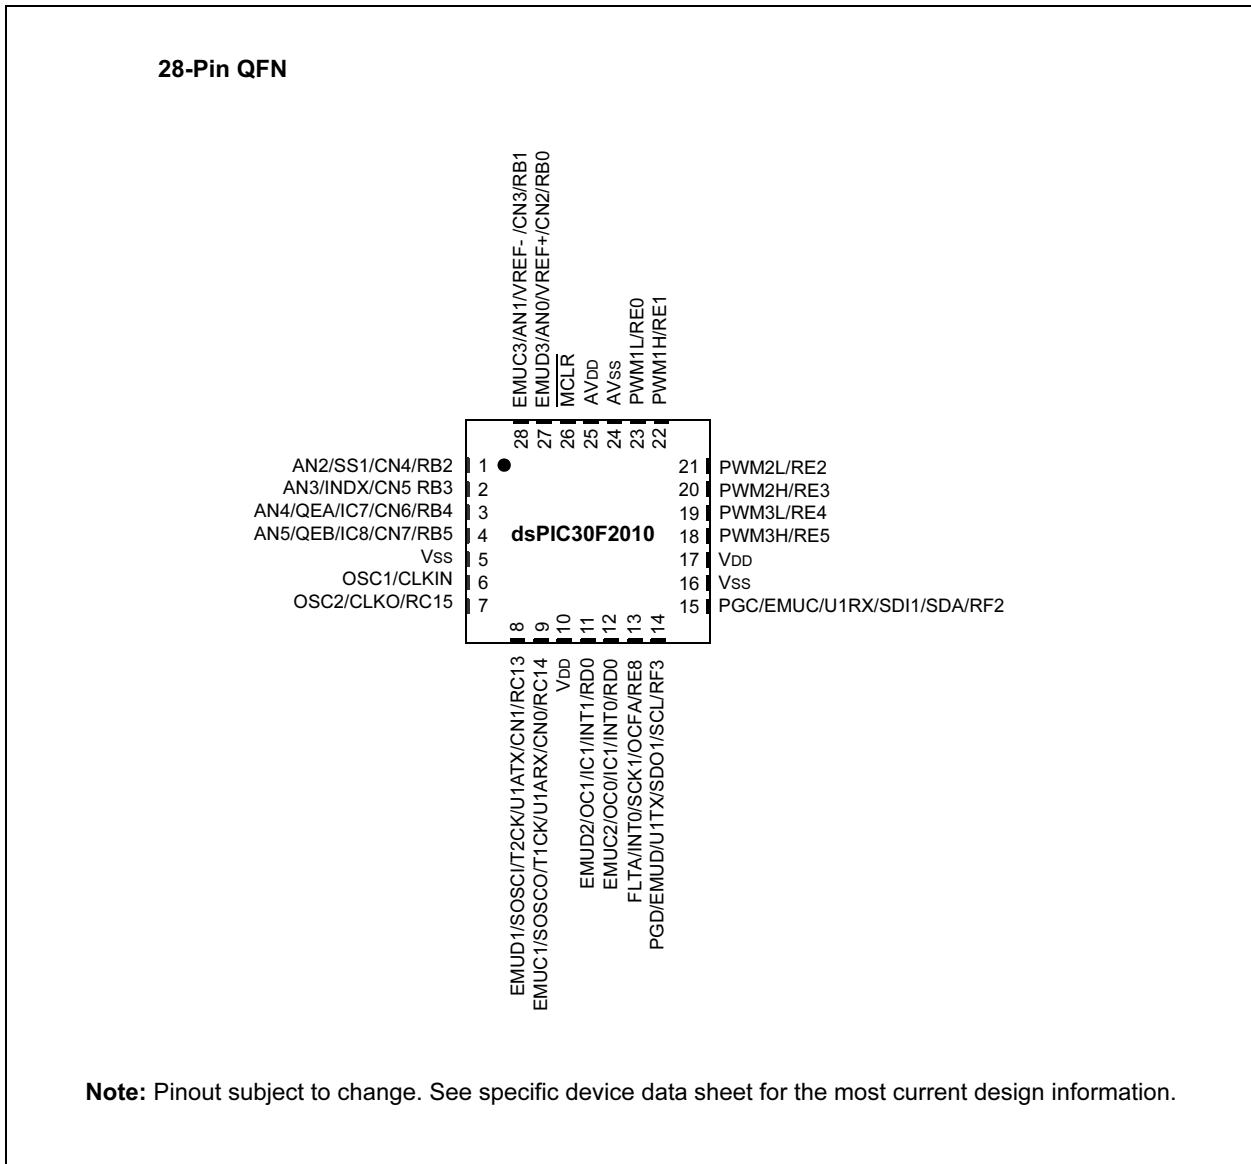 28-Pin QFN
EMUC3/AN1/VREF- /CN3/RB1
EMUD3/AN0/VREF+/CN2/RB0
MCLR
AVDD
AVSS
PWM1L/RE0
PWM1H/RE1
28
27
26
25
24
23
22
AN2/SS1/CN4/RB2 1
AN3/INDX/CN5 RB3 2
AN4/QEA/IC7/CN6/RB4 3
AN5/QEB/IC8/CN7/RB5 4
VSS 5
OSC1/CLKIN 6
OSC2/CLKO/RC15 7
dsPIC30F2010
21 PWM2L/RE2
20 PWM2H/RE3
19 PWM3L/RE4
18 PWM3H/RE5
17 VDD
16 VSS
15 PGC/EMUC/U1RX/SDI1/SDA/RF2
8
9
10
11
12
13
14
EMUD1/SOSCI/T2CK/U1ATX/CN1/RC13
EMUC1/SOSCO/T1CK/U1ARX/CN0/RC14
VDD
EMUD2/OC1/IC1/INT1/RD0
EMUC2/OC0/IC1/INT0/RD0
FLTA/INT0/SCK1/OCFA/RE8
PGD/EMUD/U1TX/SDO1/SCL/RF3
Note: Pinout subject to change. See specific device data sheet for the most current design information.